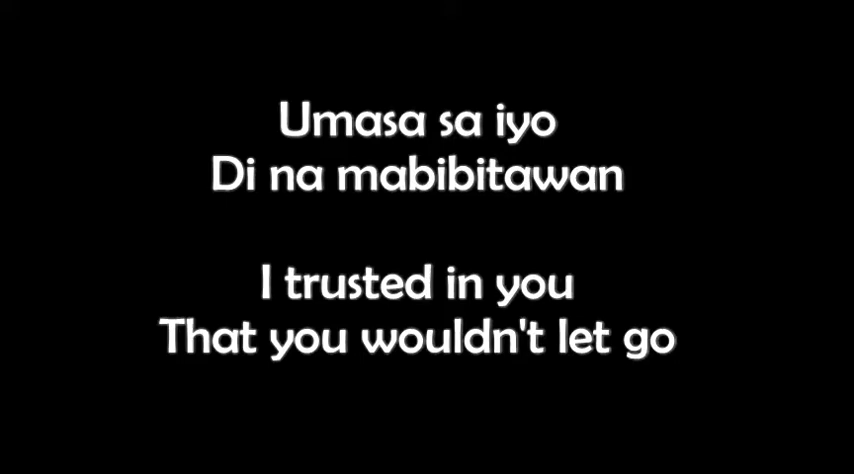 Umasa sa iyo
Di na mabibitawan
I trusted in you
That you wouldn't let go